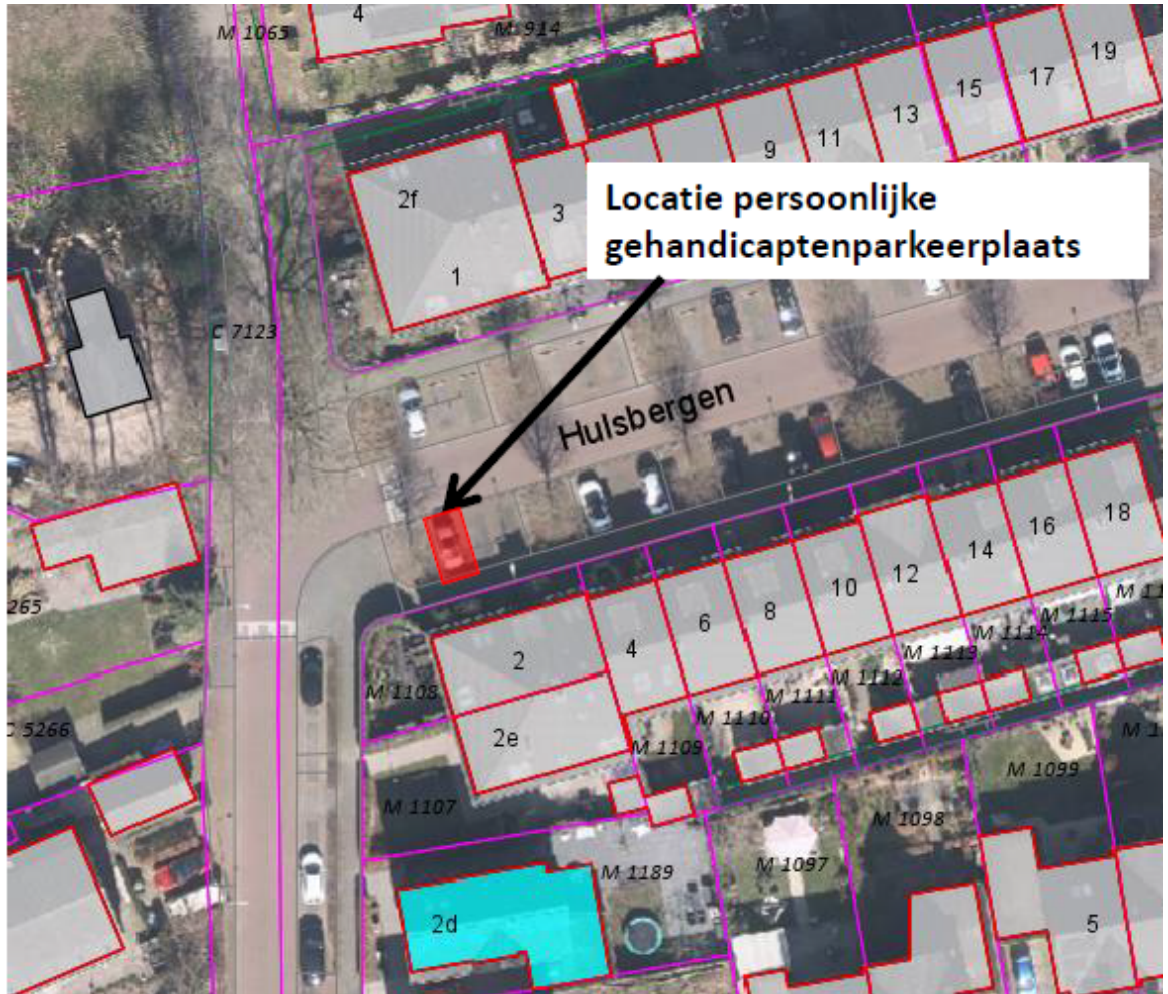 4
M 1065
M 914
19
17
15
13
11
9
2f
3
1
Locatie persoonlijke
gehandicaptenparkeerplaats
C 7123
Hulsbergen
18
16
14
12
10
8
6
4
2
2e
265
C 5266
M 1108
M 1107
M 1109
M 1110
M 1111
M 1112
M 1113
M 1114
M 1115
M 1099
M 1098
M 1097
M 1189
2d
5